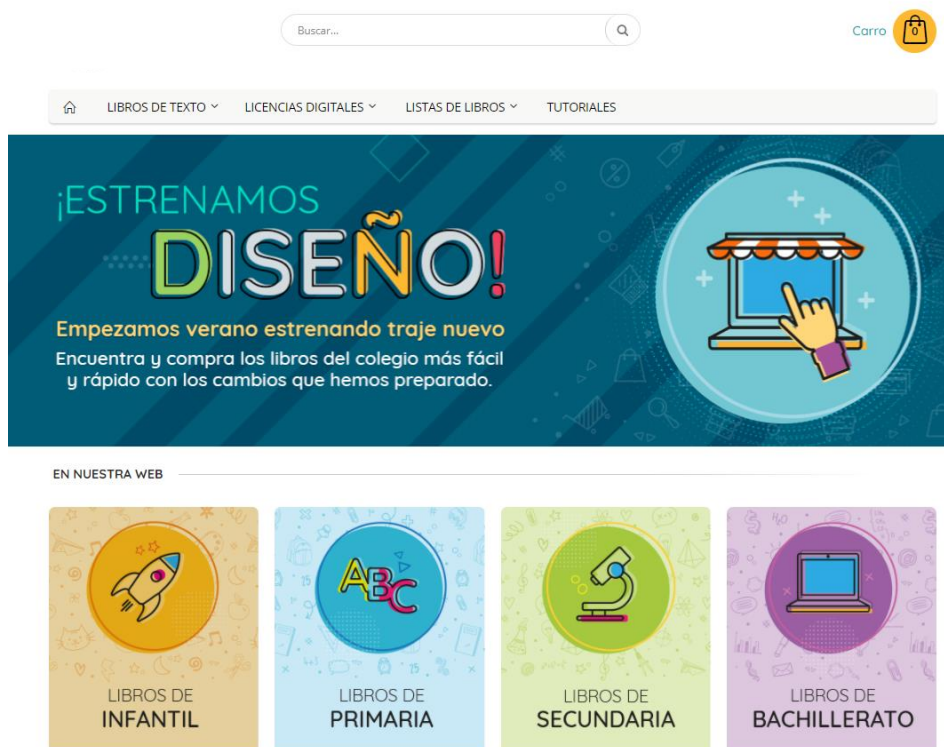 Buscar...
Carro
0
LIBROS DE TEXTO
LICENCIAS DIGITALES
LISTAS DE LIBROS
TUTORIALES
¡ESTRENAMOS
DISEÑO!
Empezamos verano estrenando traje nuevo
Encuentra y compra los libros del colegio más fácil
y rápido con los cambios que hemos preparado.
EN NUESTRA WEB
ABC
LIBROS DE
INFANTIL
LIBROS DE
PRIMARIA
LIBROS DE
SECUNDARIA
LIBROS DE
BACHILLERATO